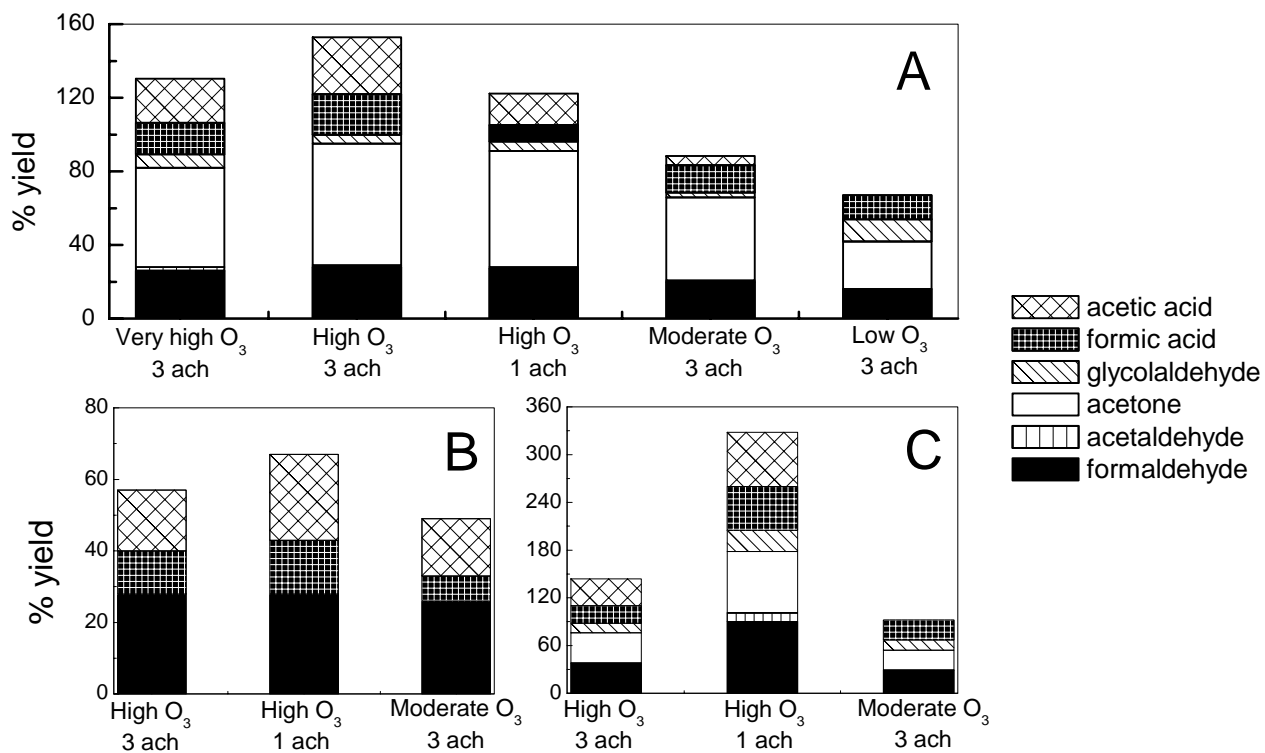 A
% yield
160
120
80
40
0
Very high O3 High O3 High O3 Moderate O3 Low O3
3 ach 3 ach 1 ach 3 ach 3 ach
acetic acid
formic acid
glycolaldehyde
acetone
acetaldehyde
formaldehyde
B
% yield
80
60
40
20
0
High O3 High O3 Moderate O3
3 ach 1 ach 3 ach
C
360
300
240
180
120
60
0
High O3 High O3 Moderate O3
3 ach 1 ach 3 ach